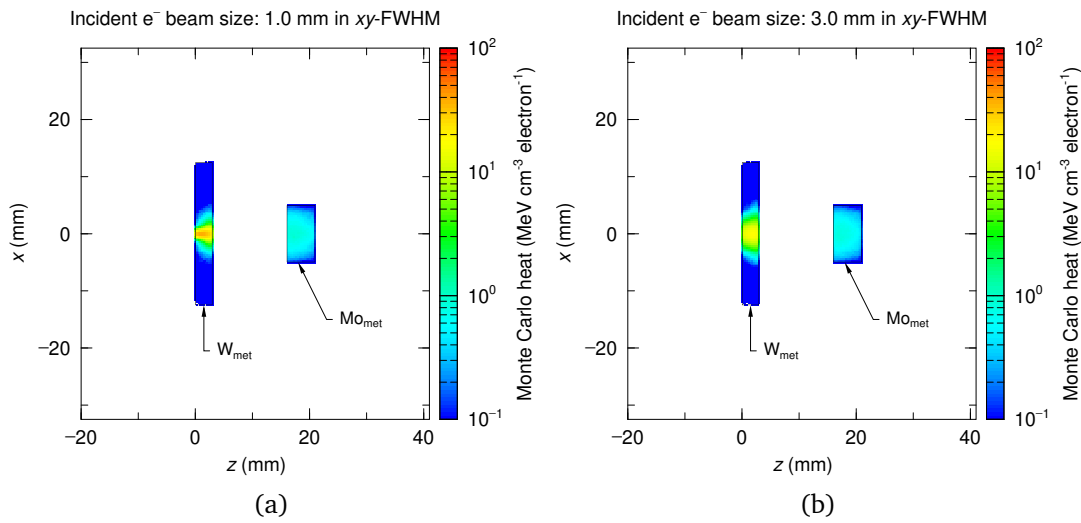 Incident e⁻ beam size: 1.0 mm in xy-FWHM
10²
10¹
10⁰
10⁻¹
Monte Carlo heat (MeV cm⁻³ electron⁻¹)
20
0
−20
x (mm)
W_met
Mo_met
−20 0 20 40
z (mm)
(a)
Incident e⁻ beam size: 3.0 mm in xy-FWHM
10²
10¹
10⁰
10⁻¹
Monte Carlo heat (MeV cm⁻³ electron⁻¹)
20
0
−20
x (mm)
W_met
Mo_met
−20 0 20 40
z (mm)
(b)